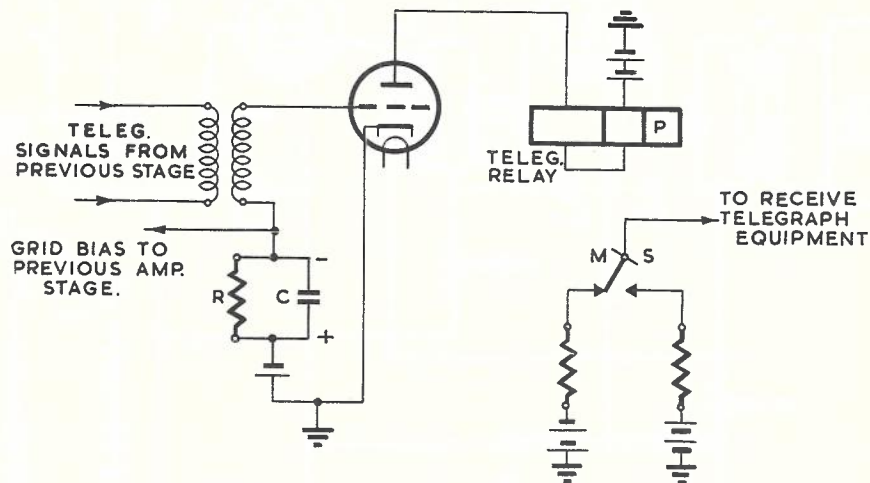 TELEG.
SIGNALS FROM
PREVIOUS STAGE
GRID BIAS TO
PREVIOUS AMP.
STAGE.
R
C
-
+
P
TELEG.
RELAY
TO RECEIVE
TELEGRAPH
EQUIPMENT
M
S